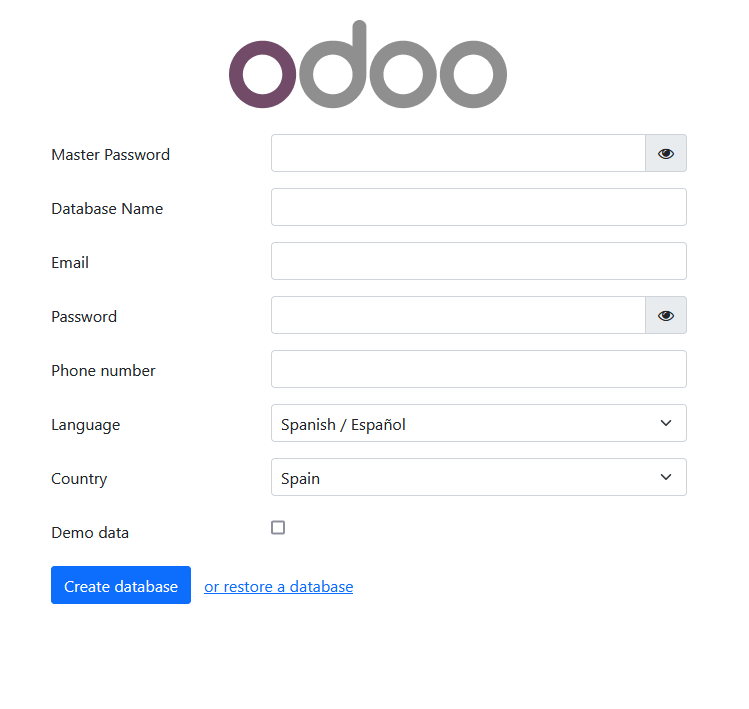 odoo
Master Password
Database Name
Email
Password
Phone number
Language Spanish / Español
Country Spain
Demo data
Create database or restore a database